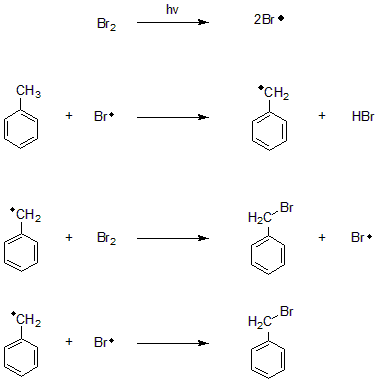 Br₂ hv 2Br•
CH₃ + Br• •CH₂ + HBr
•CH₂ + Br₂ H₂C Br + Br•
•CH₂ + Br• H₂C Br